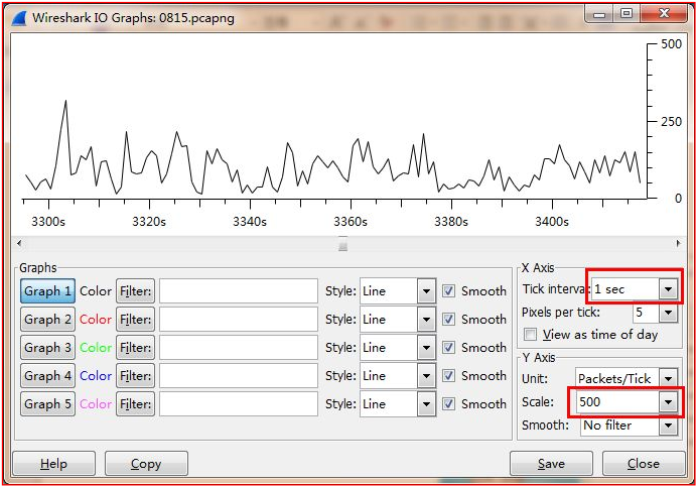 Wireshark IO Graphs: 0815.pcapng
500
250
0
3300s 3320s 3340s 3360s 3380s 3400s
Graphs
Graph 1 Color Filter: Style: Line Smooth
Graph 2 Color Filter: Style: Line Smooth
Graph 3 Color Filter: Style: Line Smooth
Graph 4 Color Filter: Style: Line Smooth
Graph 5 Color Filter: Style: Line Smooth
X Axis
Tick interval: 1 sec
Pixels per tick: 5
View as time of day
Y Axis
Unit: Packets/Tick
Scale: 500
Smooth: No filter
Help Copy Save Close